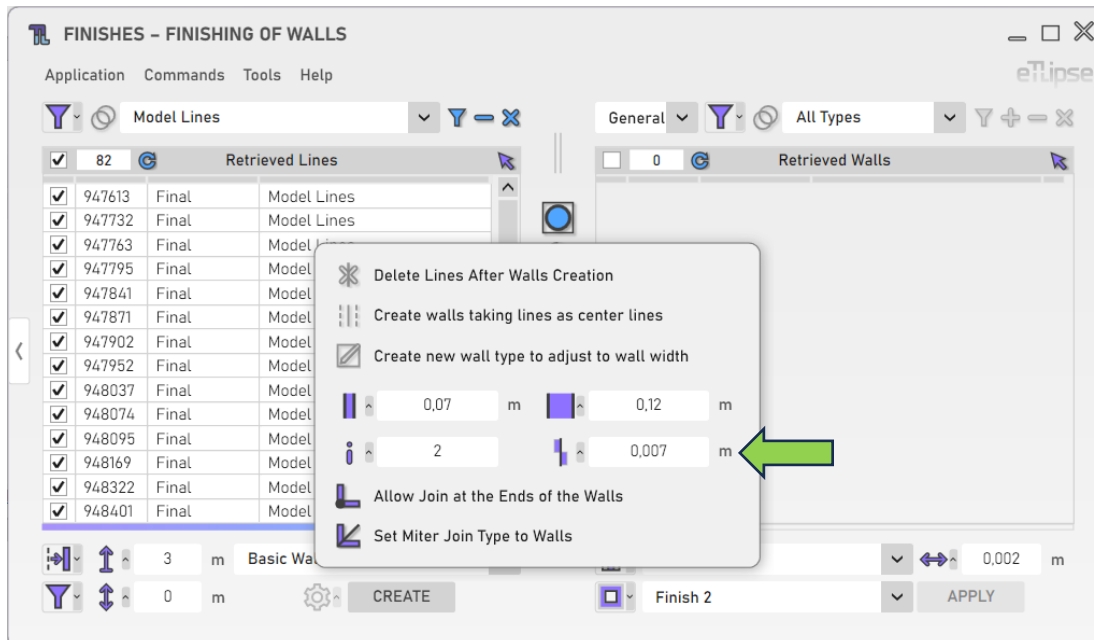 FINISHES – FINISHING OF WALLS
Application Commands Tools Help
eTLipse
Model Lines
General All Types
82 Retrieved Lines
0 Retrieved Walls
947613 Final Model Lines
947732 Final Model Lines
947763 Final Model Lines
947795 Final Model
947841 Final Model
947871 Final Model
947902 Final Model
947952 Final Model
948037 Final Model
948074 Final Model
948095 Final Model
948169 Final Model
948322 Final Model
948401 Final Model
Delete Lines After Walls Creation
Create walls taking lines as center lines
Create new wall type to adjust to wall width
0,07 m 0,12 m
2 0,007 m
Allow Join at the Ends of the Walls
Set Miter Join Type to Walls
3 m Basic Wa
0,002 m
0 m CREATE
Finish 2 APPLY